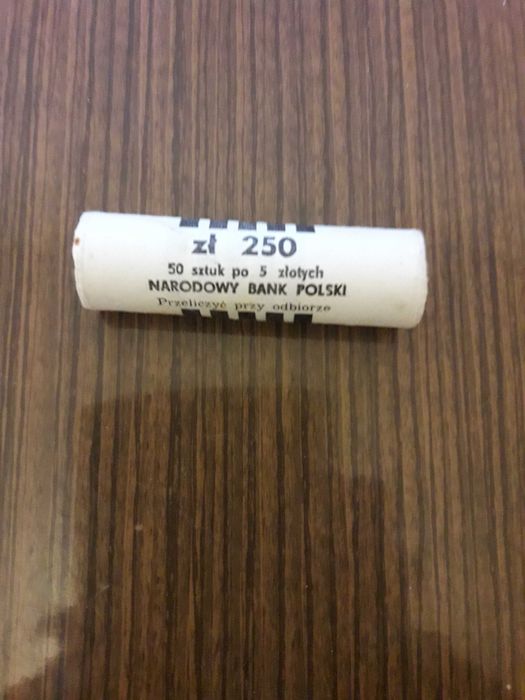 zł 250
50 sztuk po 5 złotych
NARODOWY BANK POLSKI
Przeliczyć przy odbiorze